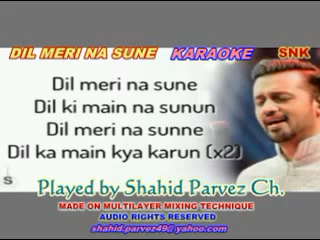 DIL MERI NA SUNE KARAOKE SNK
Dil meri na sune
Dil ki main na sunun
Dil meri na sunne
Dil ka main kya karun (x2)
s
Played by Shahid Parvez Ch.
MADE ON MULTILAYER MIXING TECHNIQUE
AUDIO RIGHTS RESERVED
shahid.parvez49@yahoo.com